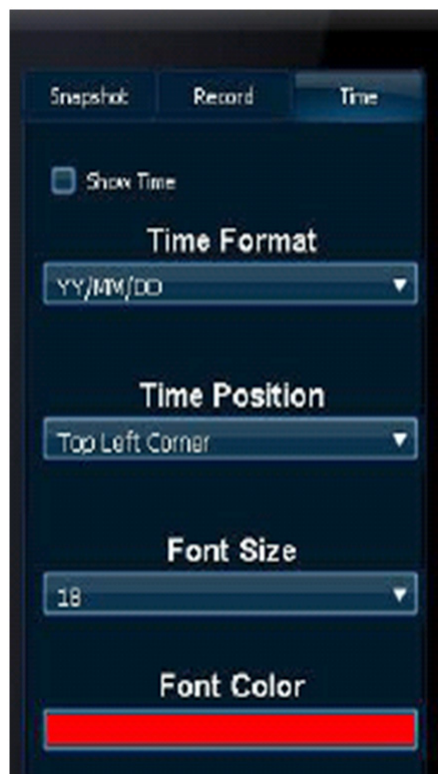 Snapshot Record Time
Show Time
Time Format
YY/MM/DD
Time Position
Top Left Corner
Font Size
18
Font Color